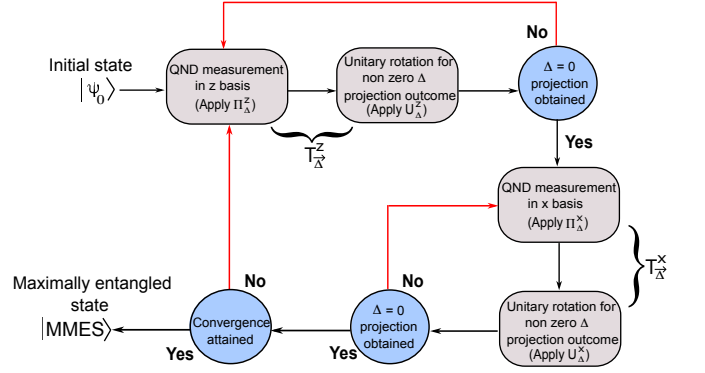 Initial state
|Ψ₀⟩
QND measurement
in z basis
(Apply Π^z_Δ)
Unitary rotation for
non zero Δ
projection outcome
(Apply U^z_Δ)
No
Δ = 0
projection
obtained
T^z_Δ⃗
Yes
QND measurement
in x basis
(Apply Π^x_Δ)
T^x_Δ⃗
Unitary rotation for
non zero Δ
projection outcome
(Apply U^x_Δ)
No
Δ = 0
projection
obtained
Yes
No
Convergence
attained
Yes
Maximally entangled
state
|MMES⟩